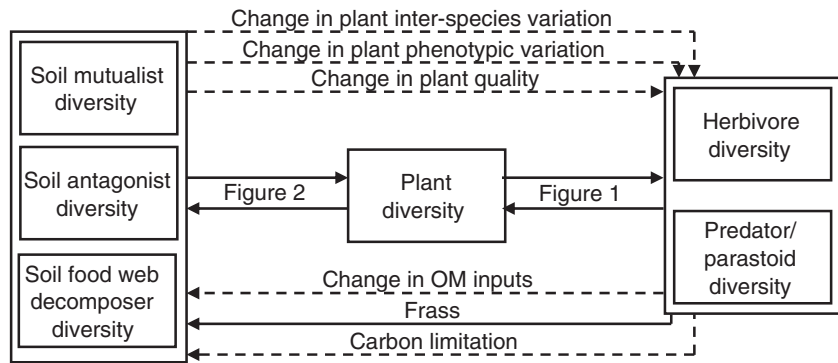 Change in plant inter-species variation
Change in plant phenotypic variation
Change in plant quality
Soil mutualist
diversity
Soil antagonist
diversity
Soil food web
decomposer
diversity
Figure 2
Plant
diversity
Figure 1
Herbivore
diversity
Predator/
parastoid
diversity
Change in OM inputs
Frass
Carbon limitation